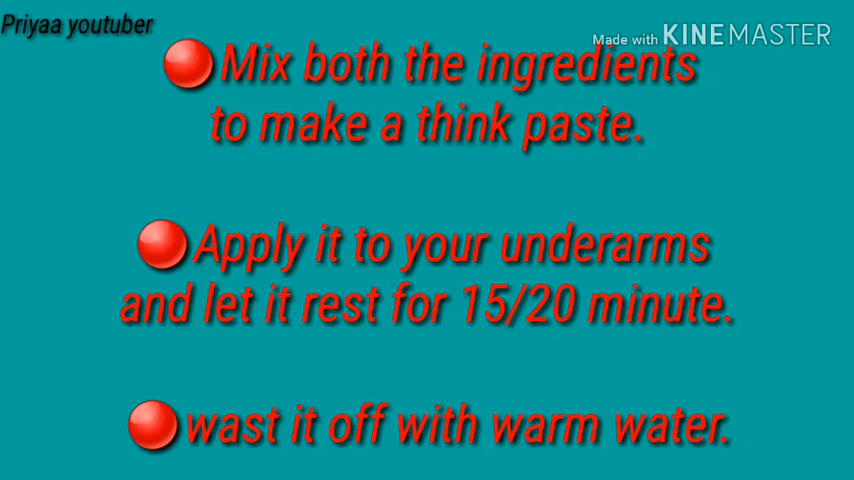 Priyaa youtuber
Made with KINEMASTER
Mix both the ingredients
to make a think paste.
Apply it to your underarms
and let it rest for 15/20 minute.
wast it off with warm water.